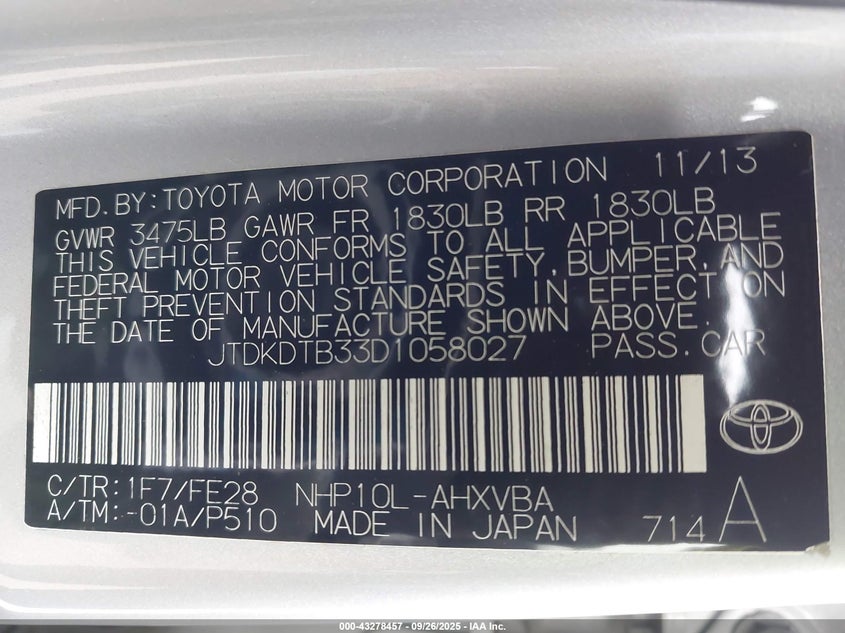 MFD. BY: TOYOTA MOTOR CORPORATION 11/13
GVWR 3475LB GAWR FR 1830LB RR 1830LB
THIS VEHICLE CONFORMS TO ALL APPLICABLE
FEDERAL MOTOR VEHICLE SAFETY, BUMPER, AND
THEFT PREVENTION STANDARDS IN EFFECT ON
THE DATE OF MANUFACTURE SHOWN ABOVE.
JTDKDTB33D1058027 PASS. CAR
C/TR: 1F7/FE28 NHP10L-AHXVBA
A/TM: -01A/P510 MADE IN JAPAN 714 A
000-43278457 - 09/26/2025 - IAA Inc.